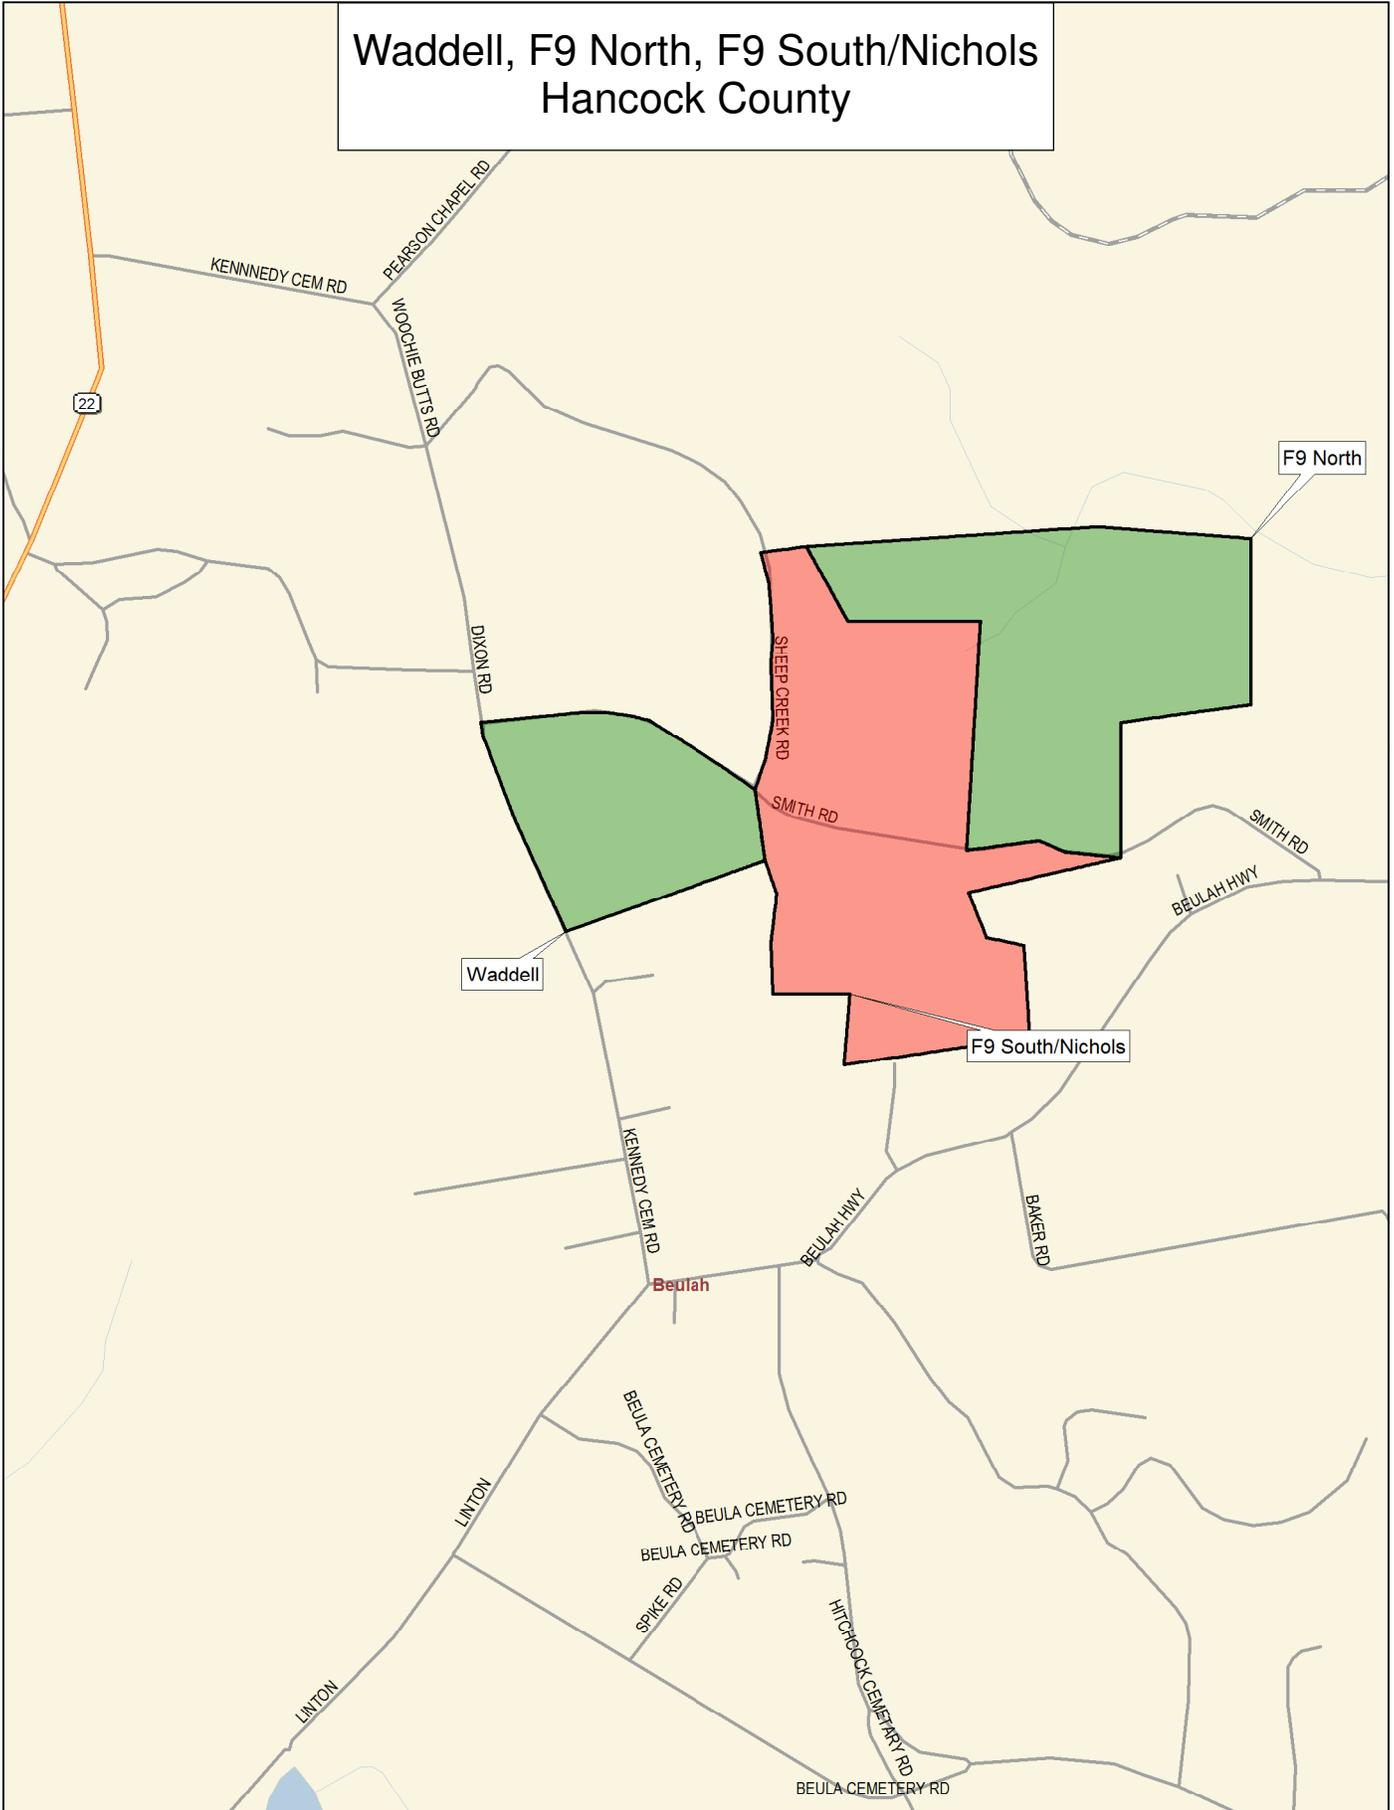 Waddell, F9 North, F9 South/Nichols
Hancock County
PEARSON CHAPEL RD
KENNNEDY CEM RD
WOOCHIE BUTTS RD
22
F9 North
DIXON RD
SHEEP CREEK RD
SMITH RD
SMITH RD
BEULAH HWY
Waddell
F9 South/Nichols
KENNEDY CEM RD
BEULAH HWY
BAKER RD
Beulah
BEULA CEMETERY RD
LINTON
BEULA CEMETERY RD
BEULA CEMETERY RD
SPIKE RD
HITCHCOCK CEMETARY RD
LINTON
BEULA CEMETERY RD